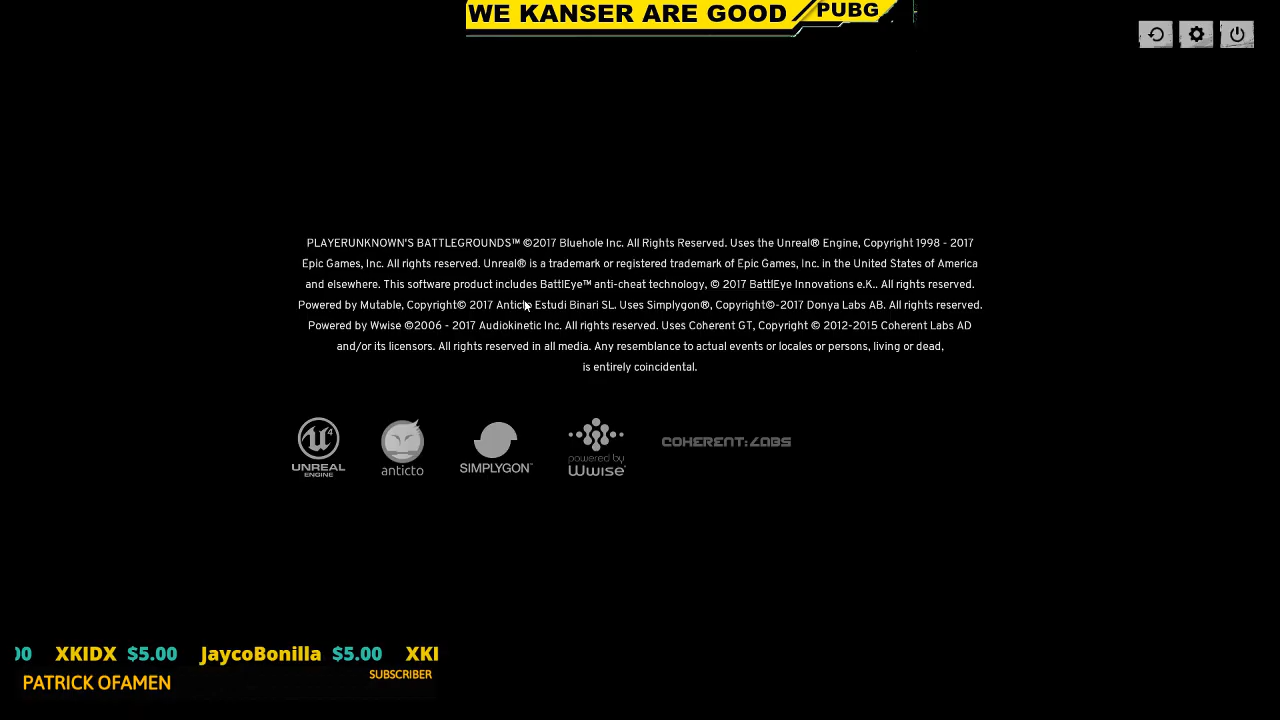 WE KANSER ARE GOOD PUBG
PLAYERUNKNOWN'S BATTLEGROUNDS™ ©2017 Bluehole Inc. All Rights Reserved. Uses the Unreal® Engine, Copyright 1998 - 2017
Epic Games, Inc. All rights reserved. Unreal® is a trademark or registered trademark of Epic Games, Inc. in the United States of America
and elsewhere. This software product includes BattlEye™ anti-cheat technology, © 2017 BattlEye Innovations e.K.. All rights reserved.
Powered by Mutable, Copyright© 2017 Anticto Estudi Binari SL. Uses Simplygon®, Copyright©-2017 Donya Labs AB. All rights reserved.
Powered by Wwise ©2006 - 2017 Audiokinetic Inc. All rights reserved. Uses Coherent GT, Copyright © 2012-2015 Coherent Labs AD
and/or its licensors. All rights reserved in all media. Any resemblance to actual events or locales or persons, living or dead,
is entirely coincidental.
UNREAL ENGINE 4
anticto
SIMPLYGON™
powered by Wwise®
COHERENT:LABS
00 XKIDX $5.00 JaycoBonilla $5.00 XKI
SUBSCRIBER
PATRICK OFAMEN